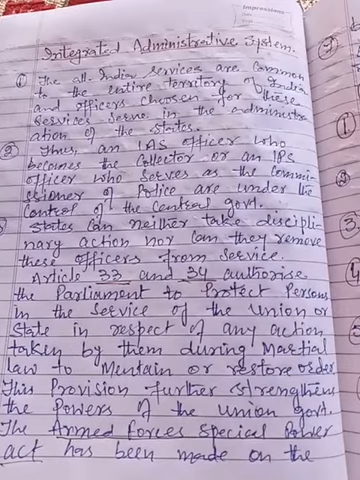 Impressions
Integrated Administrative System.
① The all-India services are common
to the entire territory of India
and officers choosen for these
services serve in the administr
ation of the states.
② Thus, an IAS officer who
becomes the collector or an IPS
officer who serves as the commi-
ssioner of Police are under the
control of the central govt.
States can neither take discipli-
nary action nor can they remove
these officers from service.
Article 33 and 34 authorise
the Parliament to Protect Persons
in the service of the union or
state in respect of any action
taken by them during Martial
law to Mentain or restore order
This Provision further strengthens
the Powers of the union govt.
The Armed Forces Special Power
act has been made on the